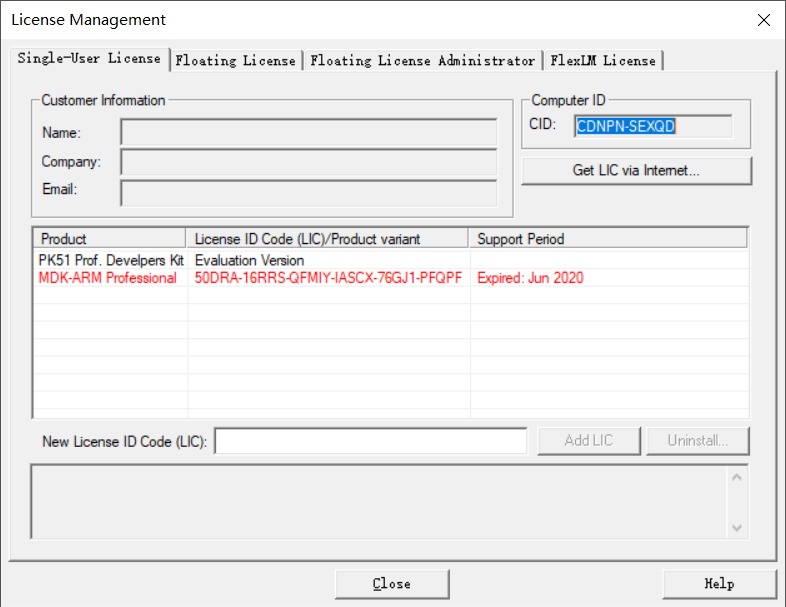 License Management
Single-User License
Floating License
Floating License Administrator
FlexLM License
Customer Information
Name:
Company:
Email:
Computer ID
CID:
CDNPN-SEXQD
Get LIC via Internet...
Product
License ID Code (LIC)/Product variant
Support Period
PK51 Prof. Develpers Kit
Evaluation Version
MDK-ARM Professional
50DRA-16RRS-QFMIY-IASCX-76GJ1-PFQPF
Expired: Jun 2020
New License ID Code (LIC):
Add LIC
Uninstall...
Close
Help